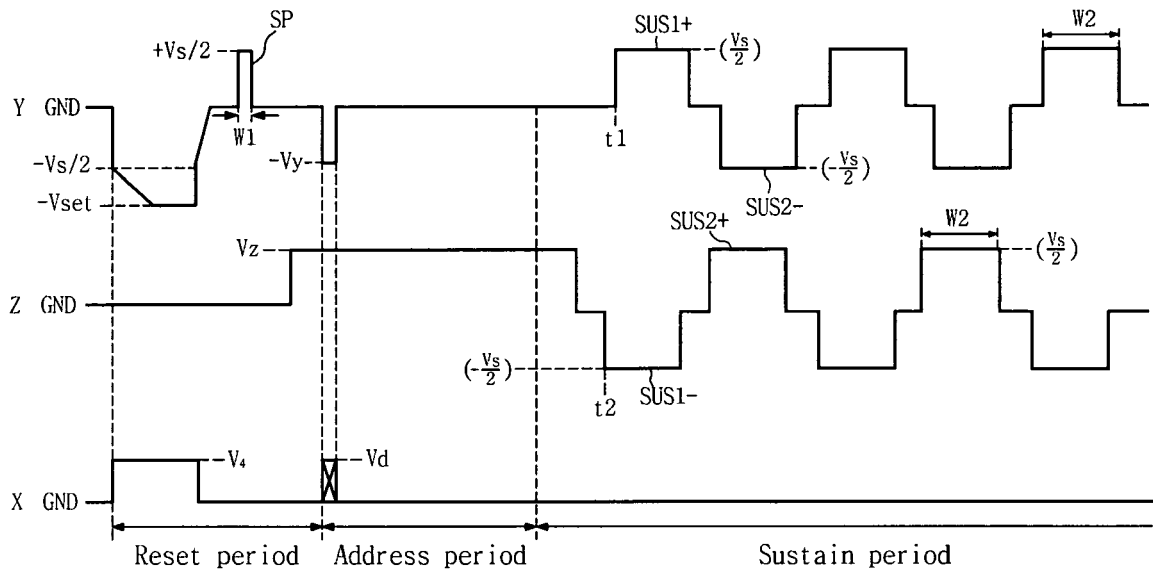 SP
SUS1+
W2
+Vs/2
(Vs/2)
Y GND
W1
t1
-Vs/2
-Vy
(-Vs/2)
-Vset
SUS2-
SUS2+
W2
Vz
(Vs/2)
Z GND
(-Vs/2)
t2
SUS1-
V4
Vd
X GND
Reset period
Address period
Sustain period